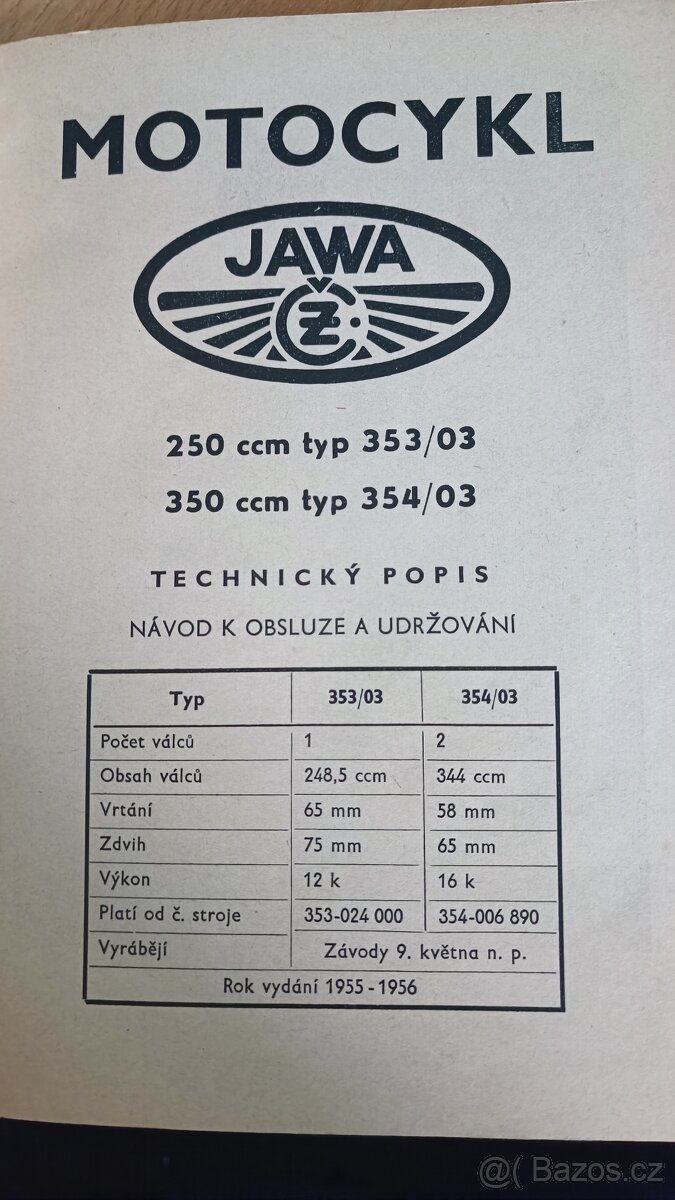 MOTOCYKL
JAWA
ČZ
250 ccm typ 353/03
350 ccm typ 354/03
TECHNICKÝ POPIS
NÁVOD K OBSLUZE A UDRŽOVÁNÍ
Typ 353/03 354/03
Počet válců 1 2
Obsah válců 248,5 ccm 344 ccm
Vrtání 65 mm 58 mm
Zdvih 75 mm 65 mm
Výkon 12 k 16 k
Platí od č. stroje 353-024 000 354-006 890
Vyrábějí Závody 9. května n. p.
Rok vydání 1955-1956
@( Bazos.cz